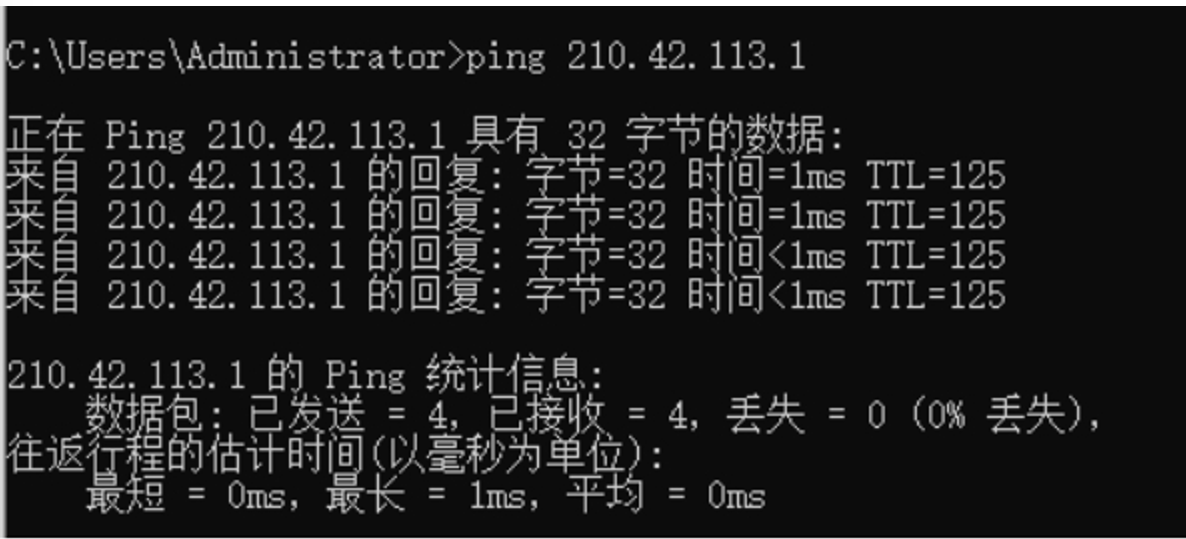 C:\Users\Administrator>ping 210.42.113.1
正在 Ping 210.42.113.1 具有 32 字节的数据:
来自 210.42.113.1 的回复: 字节=32 时间=1ms TTL=125
来自 210.42.113.1 的回复: 字节=32 时间=1ms TTL=125
来自 210.42.113.1 的回复: 字节=32 时间<1ms TTL=125
来自 210.42.113.1 的回复: 字节=32 时间<1ms TTL=125
210.42.113.1 的 Ping 统计信息:
数据包: 已发送 = 4, 已接收 = 4, 丢失 = 0 (0% 丢失),
往返行程的估计时间(以毫秒为单位):
最短 = 0ms, 最长 = 1ms, 平均 = 0ms